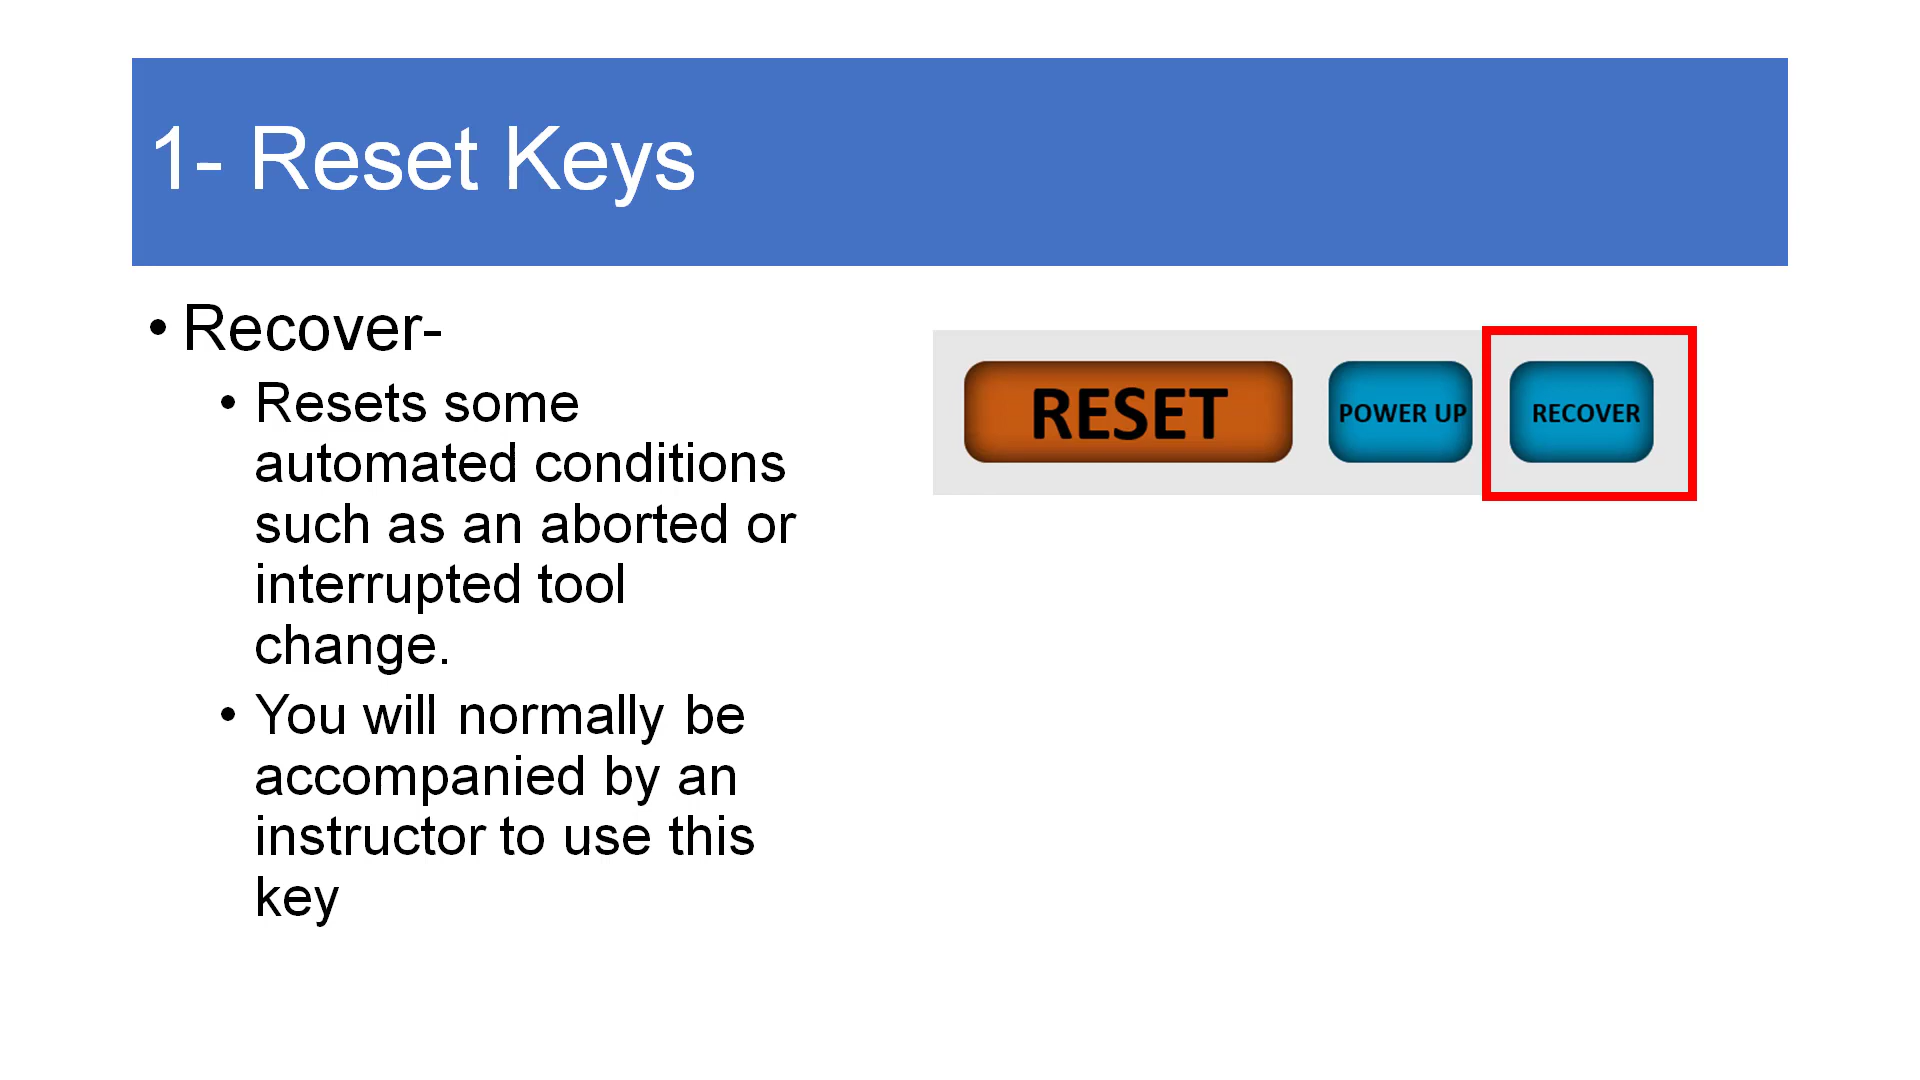 1- Reset Keys
• Recover-
• Resets some
automated conditions
such as an aborted or
interrupted tool
change.
• You will normally be
accompanied by an
instructor to use this
key
RESET
POWER UP
RECOVER